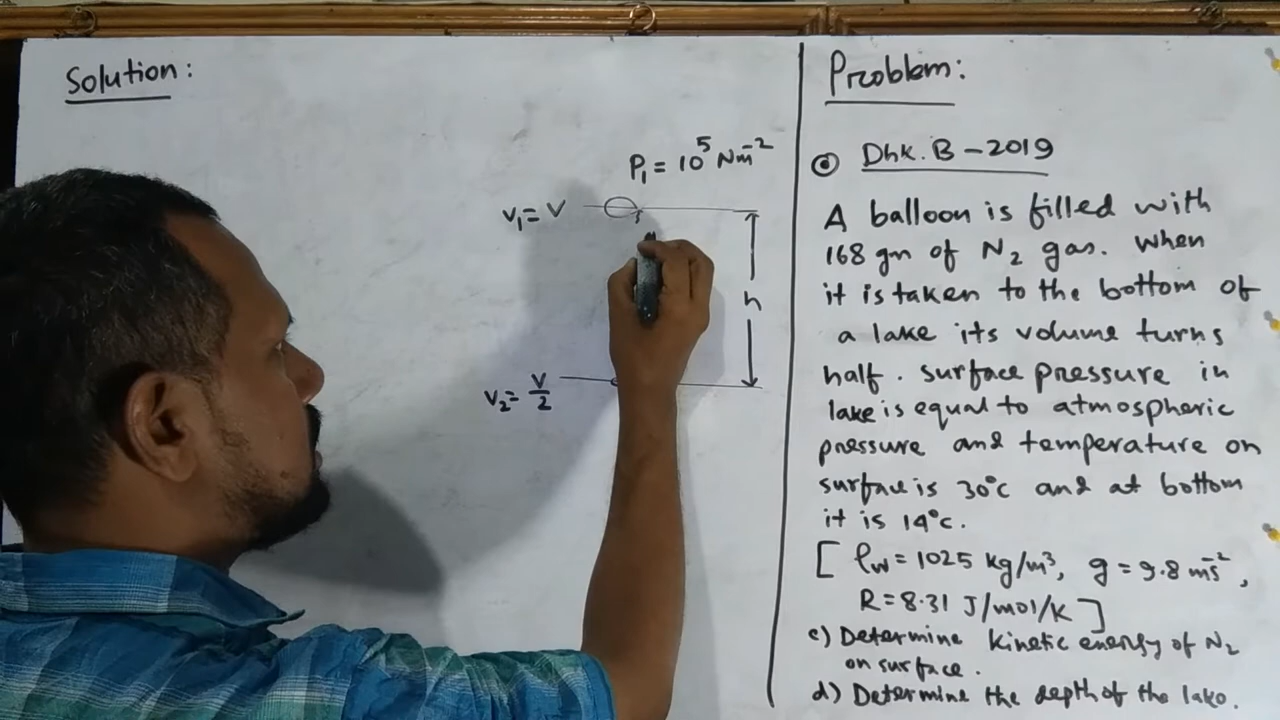 Solution:
P₁ = 10⁵ Nm⁻²
V₁ = V
h
V₂ = V/2
Problem:
Dhk. B - 2019
A balloon is filled with
168 gm of N₂ gas. When
it is taken to the bottom of
a lake its volume turns
half. surface pressure in
lake is equal to atmospheric
pressure and temperature on
surface is 30°c and at bottom
it is 14°c.
[ ρw = 1025 kg/m³, g = 9.8 ms⁻²,
R = 8.31 J/mol/K ]
c) Determine kinetic energy of N₂
on surface.
d) Determine the depth of the lake.